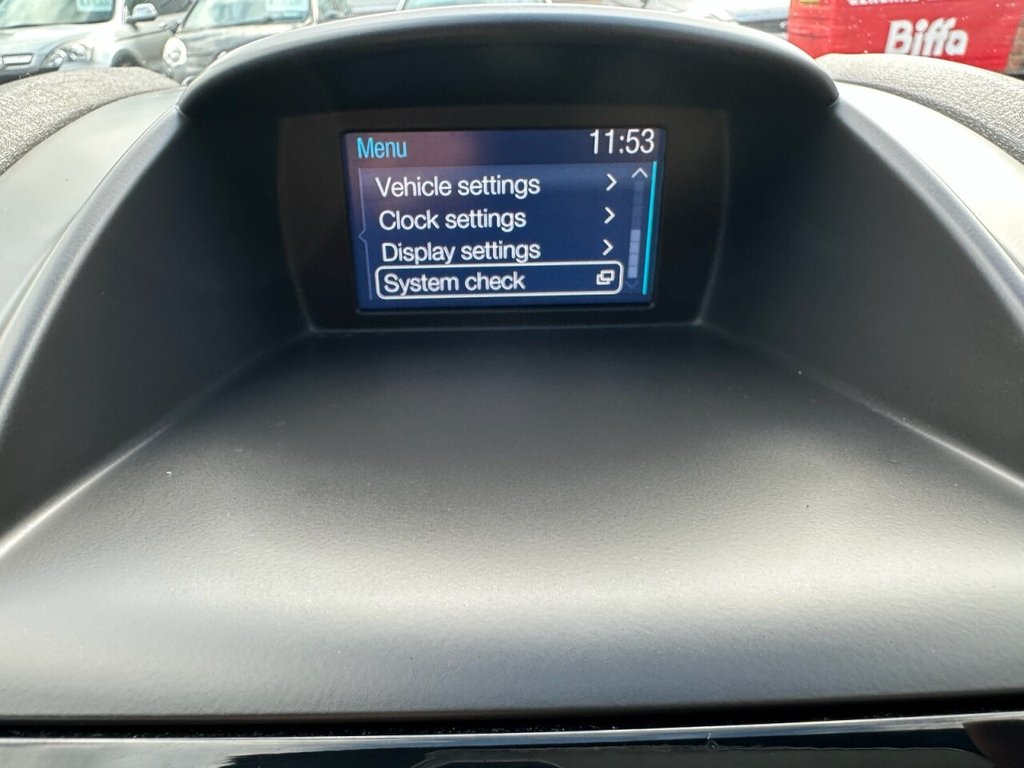 Biffa
Menu
11:53
Vehicle settings
Clock settings
Display settings
System check